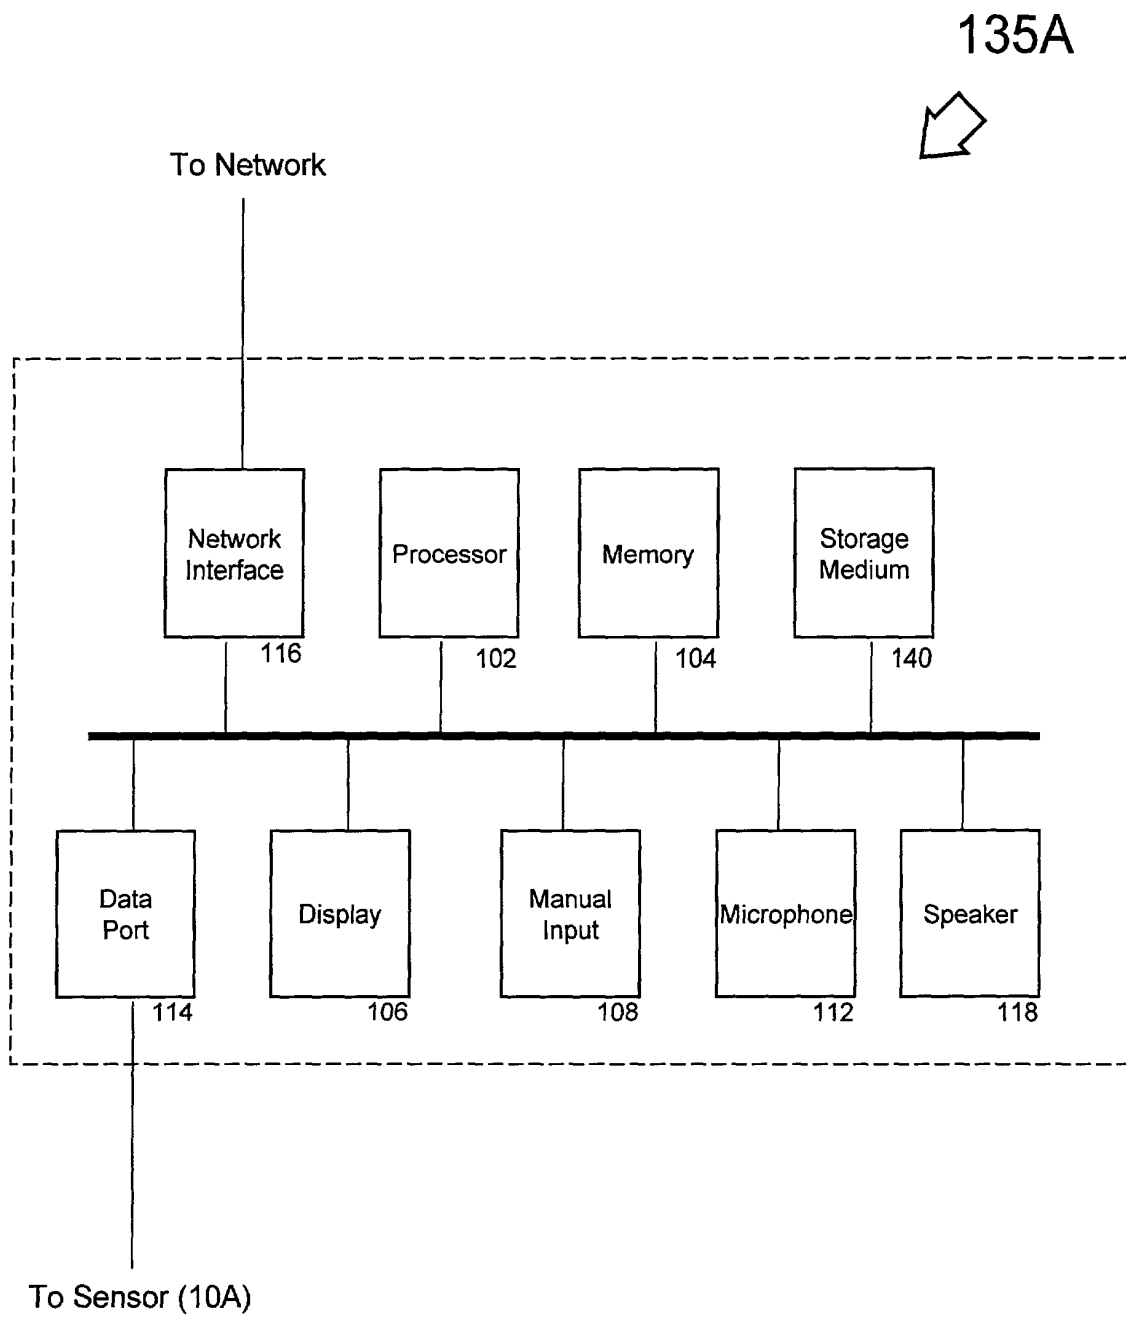 135A
To Network
Network
Interface
116
Processor
102
Memory
104
Storage
Medium
140
Data
Port
114
Display
106
Manual
Input
108
Microphone
112
Speaker
118
To Sensor (10A)